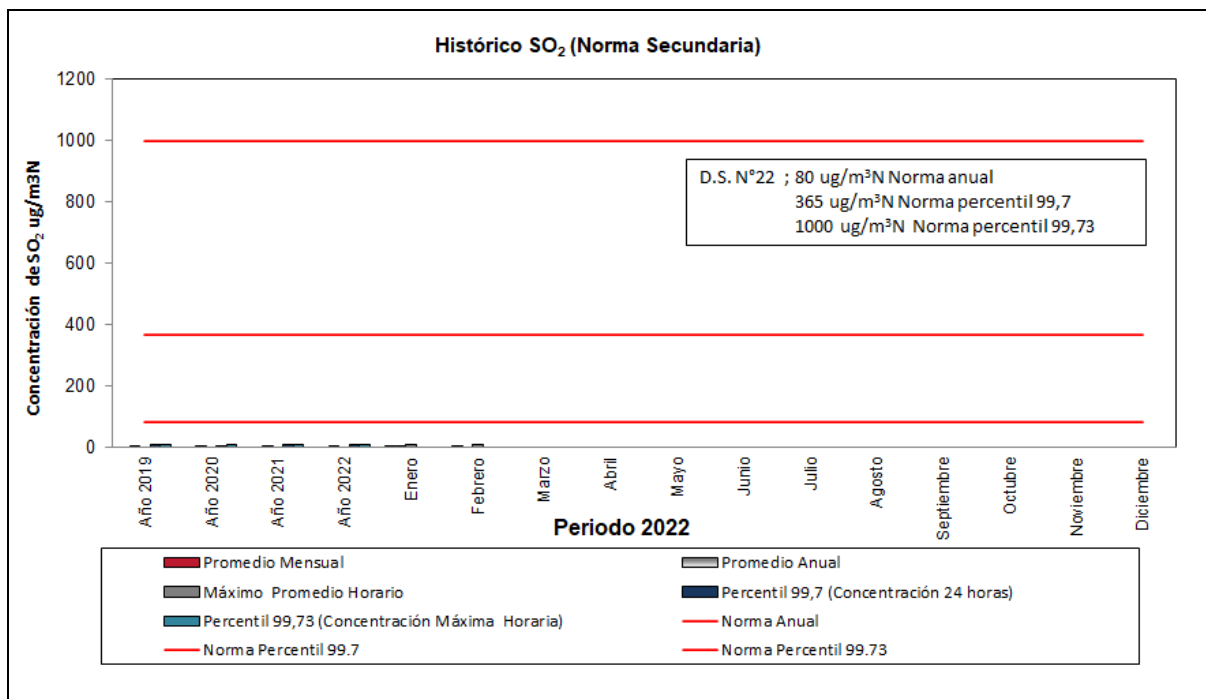 Histórico SO₂ (Norma Secundaria)
Concentración de SO₂ ug/m3N
1200
1000
800
600
400
200
0
D.S. N°22 ; 80 ug/m³N Norma anual
365 ug/m³N Norma percentil 99,7
1000 ug/m³N Norma percentil 99,73
Año 2019
Año 2020
Año 2021
Año 2022
Enero
Febrero
Marzo
Abril
Mayo
Junio
Julio
Agosto
Septiembre
Octubre
Noviembre
Diciembre
Periodo 2022
Promedio Mensual
Promedio Anual
Máximo Promedio Horario
Percentil 99,7 (Concentración 24 horas)
Percentil 99,73 (Concentración Máxima Horaria)
Norma Anual
Norma Percentil 99.7
Norma Percentil 99.73